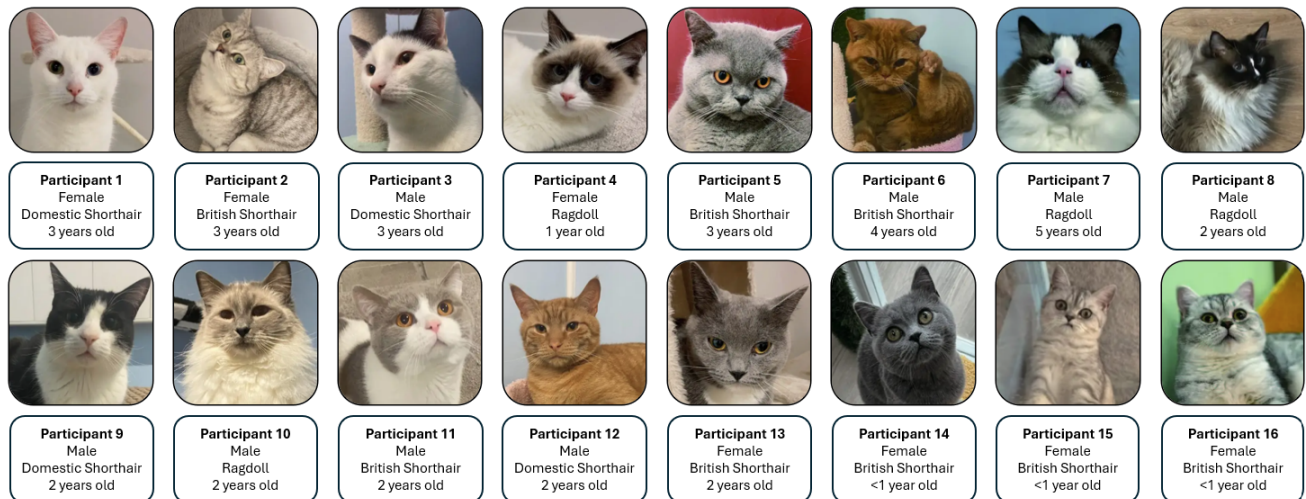 Participant 1
Female
Domestic Shorthair
3 years old
Participant 2
Female
British Shorthair
3 years old
Participant 3
Male
Domestic Shorthair
3 years old
Participant 4
Female
Ragdoll
1 year old
Participant 5
Male
British Shorthair
3 years old
Participant 6
Male
British Shorthair
4 years old
Participant 7
Male
Ragdoll
5 years old
Participant 8
Male
Ragdoll
2 years old
Participant 9
Male
Domestic Shorthair
2 years old
Participant 10
Male
Ragdoll
2 years old
Participant 11
Male
British Shorthair
2 years old
Participant 12
Male
Domestic Shorthair
2 years old
Participant 13
Female
British Shorthair
2 years old
Participant 14
Female
British Shorthair
<1 year old
Participant 15
Female
British Shorthair
<1 year old
Participant 16
Female
British Shorthair
<1 year old